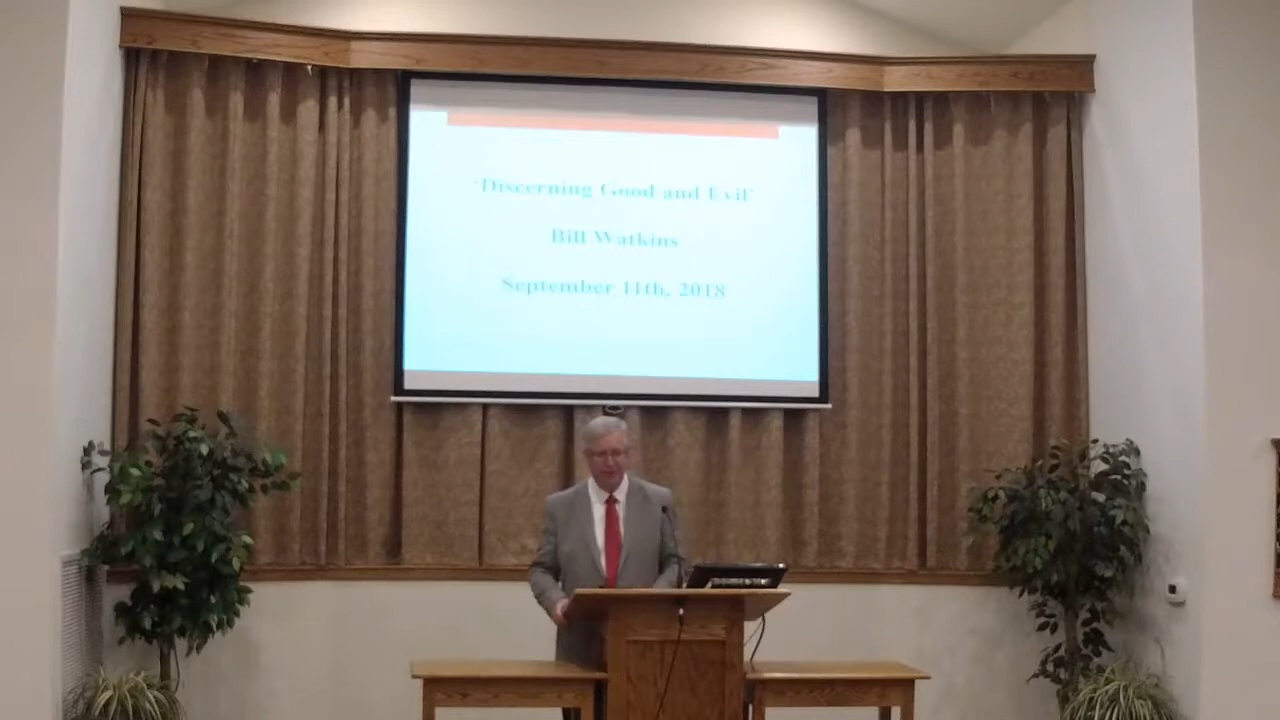 'Discerning Good and Evil'
Bill Watkins
September 11th, 2018